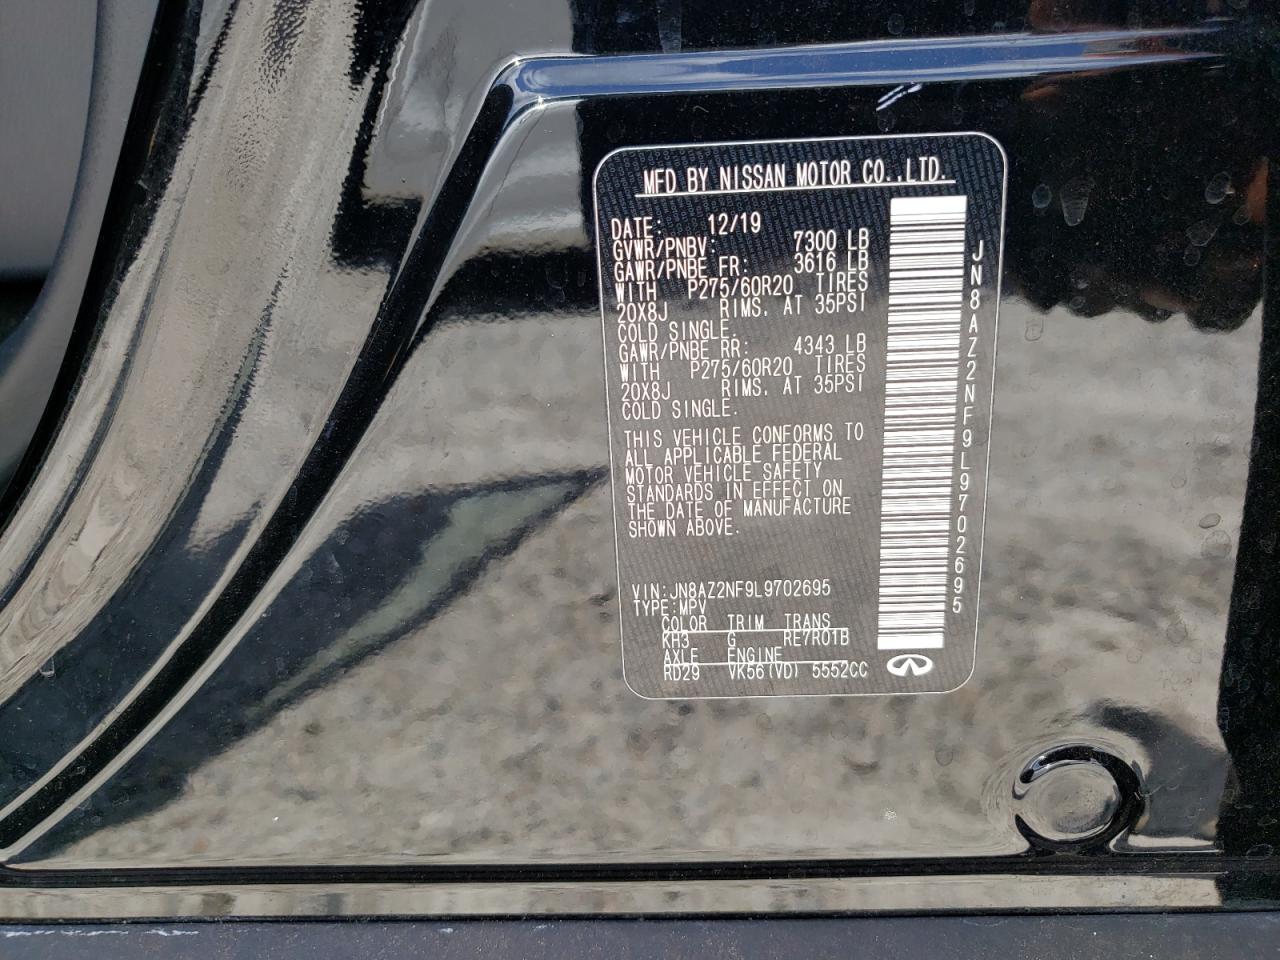 MFD BY NISSAN MOTOR CO.,LTD.
DATE: 12/19
GVWR/PNBV: 7300 LB
GAWR/PNBE FR: 3616 LB
WITH P275/60R20 TIRES
20X8J RIMS. AT 35PSI
COLD SINGLE.
GAWR/PNBE RR: 4343 LB
WITH P275/60R20 TIRES
20X8J RIMS. AT 35PSI
COLD SINGLE.
THIS VEHICLE CONFORMS TO
ALL APPLICABLE FEDERAL
MOTOR VEHICLE SAFETY
STANDARDS IN EFFECT ON
THE DATE OF MANUFACTURE
SHOWN ABOVE.
VIN:JN8AZ2NF9L9702695
TYPE:MPV
COLOR TRIM TRANS
KH3 G RE7R01B
AXLE ENGINE
RD29 VK56(VD) 5552CC
JN8AZ2NF9L9702695